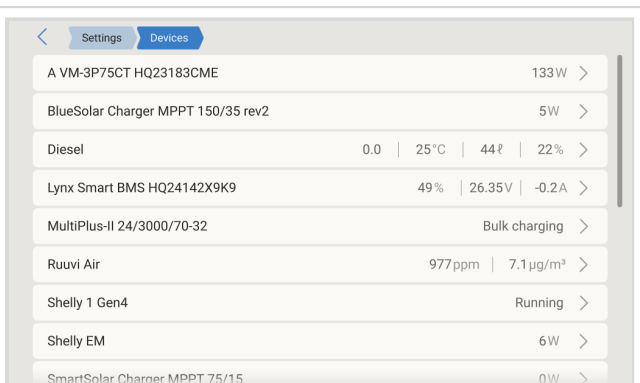 Settings Devices
A VM-3P75CT HQ23183CME 133W
BlueSolar Charger MPPT 150/35 rev2 5W
Diesel 0.0 25°C 44ℓ 22%
Lynx Smart BMS HQ24142X9K9 49% 26.35V -0.2A
MultiPlus-II 24/3000/70-32 Bulk charging
Ruuvi Air 977ppm 7.1µg/m³
Shelly 1 Gen4 Running
Shelly EM 6W
SmartSolar Charger MPPT 75/15 0W